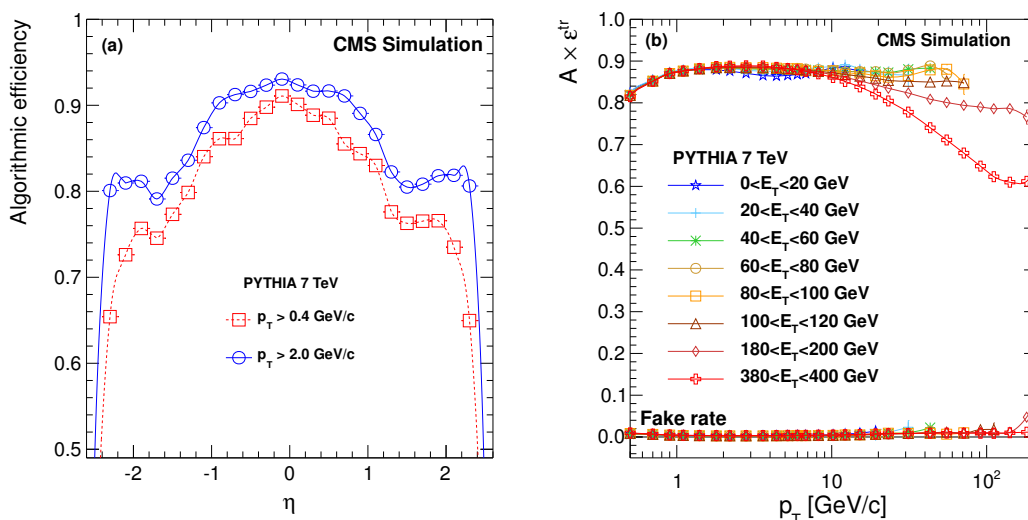 (a)
CMS Simulation
Algorithmic efficiency
1
0.9
0.8
0.7
0.6
0.5
PYTHIA 7 TeV
p_T > 0.4 GeV/c
p_T > 2.0 GeV/c
-2 -1 0 1 2
η
(b)
CMS Simulation
A × ε^tr
1.0
0.9
0.8
0.7
0.6
0.5
0.4
0.3
0.2
0.1
0.0
PYTHIA 7 TeV
0<E_T<20 GeV
20<E_T<40 GeV
40<E_T<60 GeV
60<E_T<80 GeV
80<E_T<100 GeV
100<E_T<120 GeV
180<E_T<200 GeV
380<E_T<400 GeV
Fake rate
1 10 10^2
p_T [GeV/c]